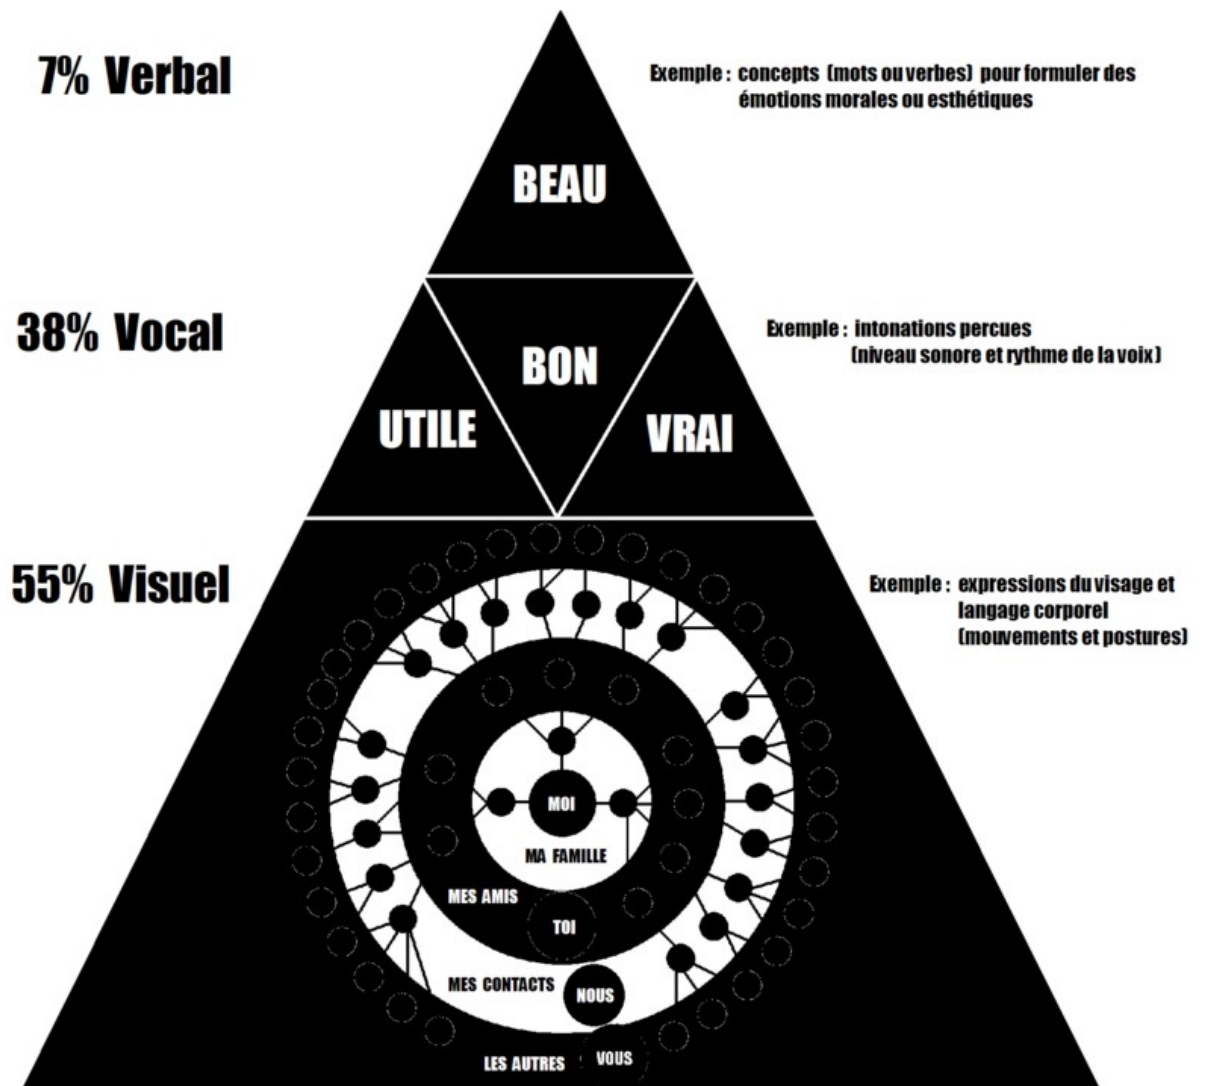 7% Verbal
Exemple : concepts (mots ou verbes) pour formuler des
émotions morales ou esthétiques
BEAU
38% Vocal
Exemple : intonations percues
(niveau sonore et rythme de la voix)
BON
UTILE
VRAI
55% Visuel
Exemple : expressions du visage et
langage corporel
(mouvements et postures)
MOI
MA FAMILLE
MES AMIS
TOI
MES CONTACTS
NOUS
LES AUTRES
VOUS